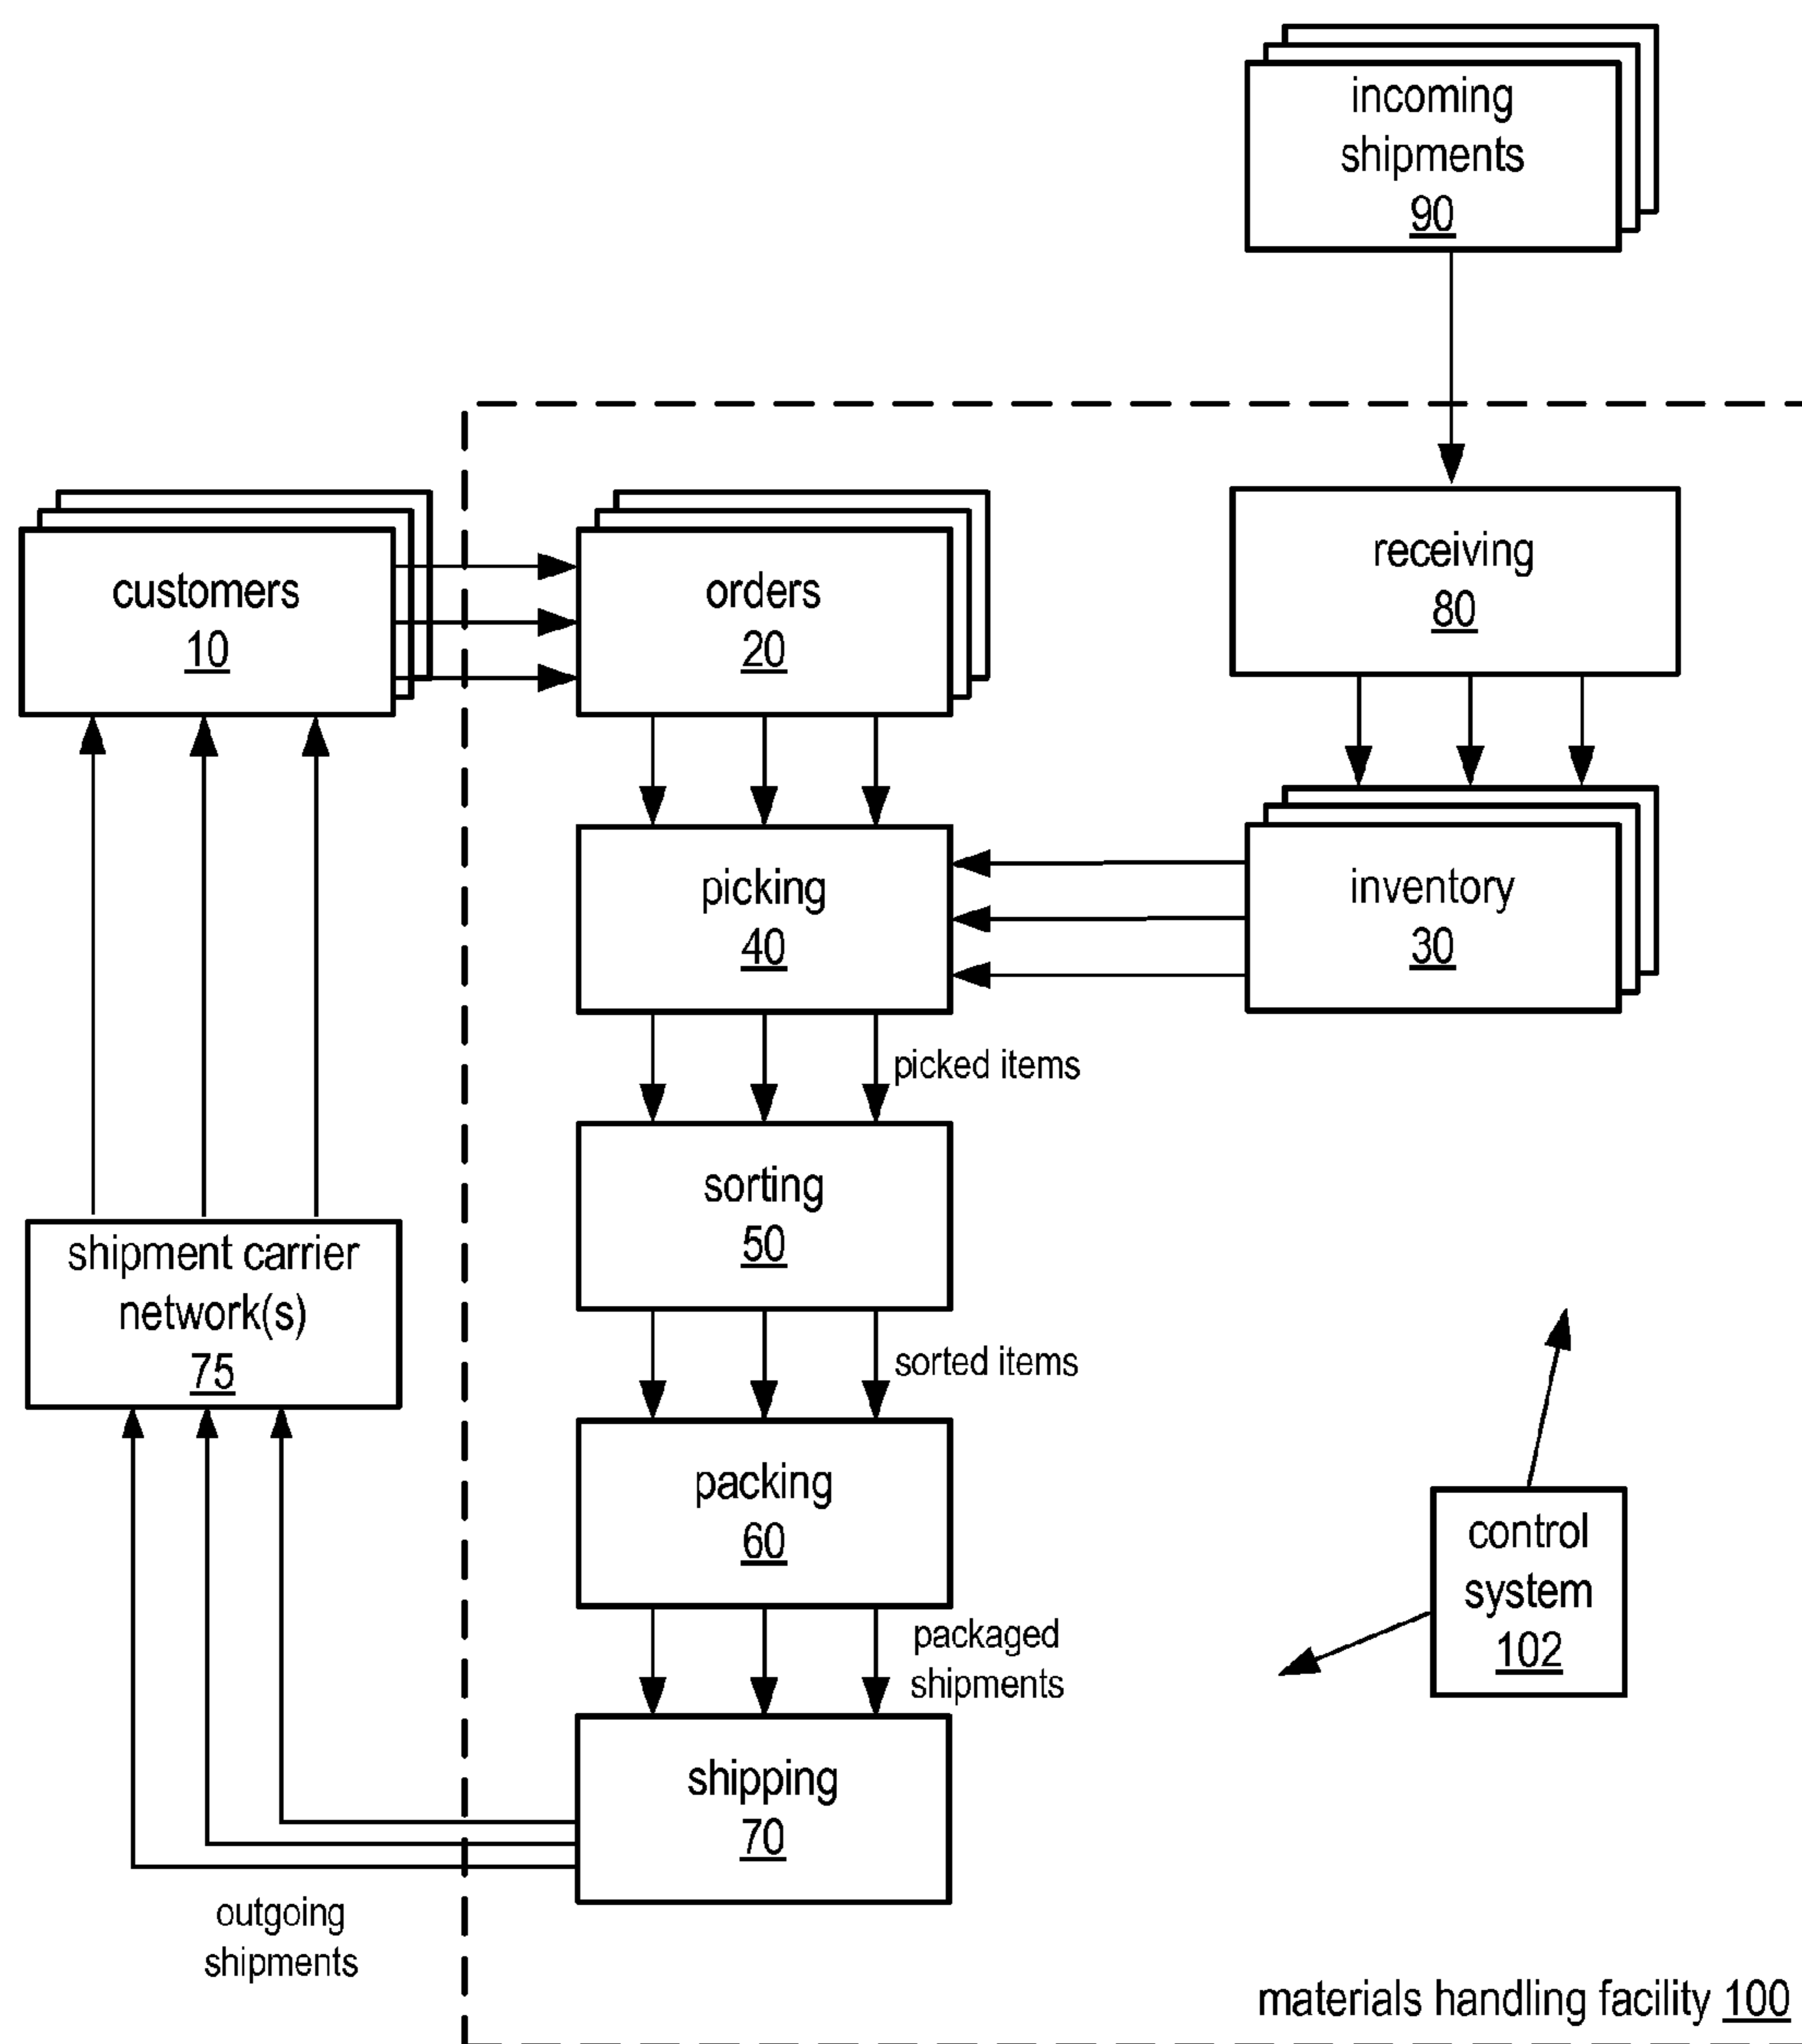 incoming
shipments
90
customers
10
orders
20
receiving
80
picking
40
inventory
30
picked items
sorting
50
shipment carrier
network(s)
75
sorted items
packing
60
control
system
102
packaged
shipments
shipping
70
outgoing
shipments
materials handling facility 100